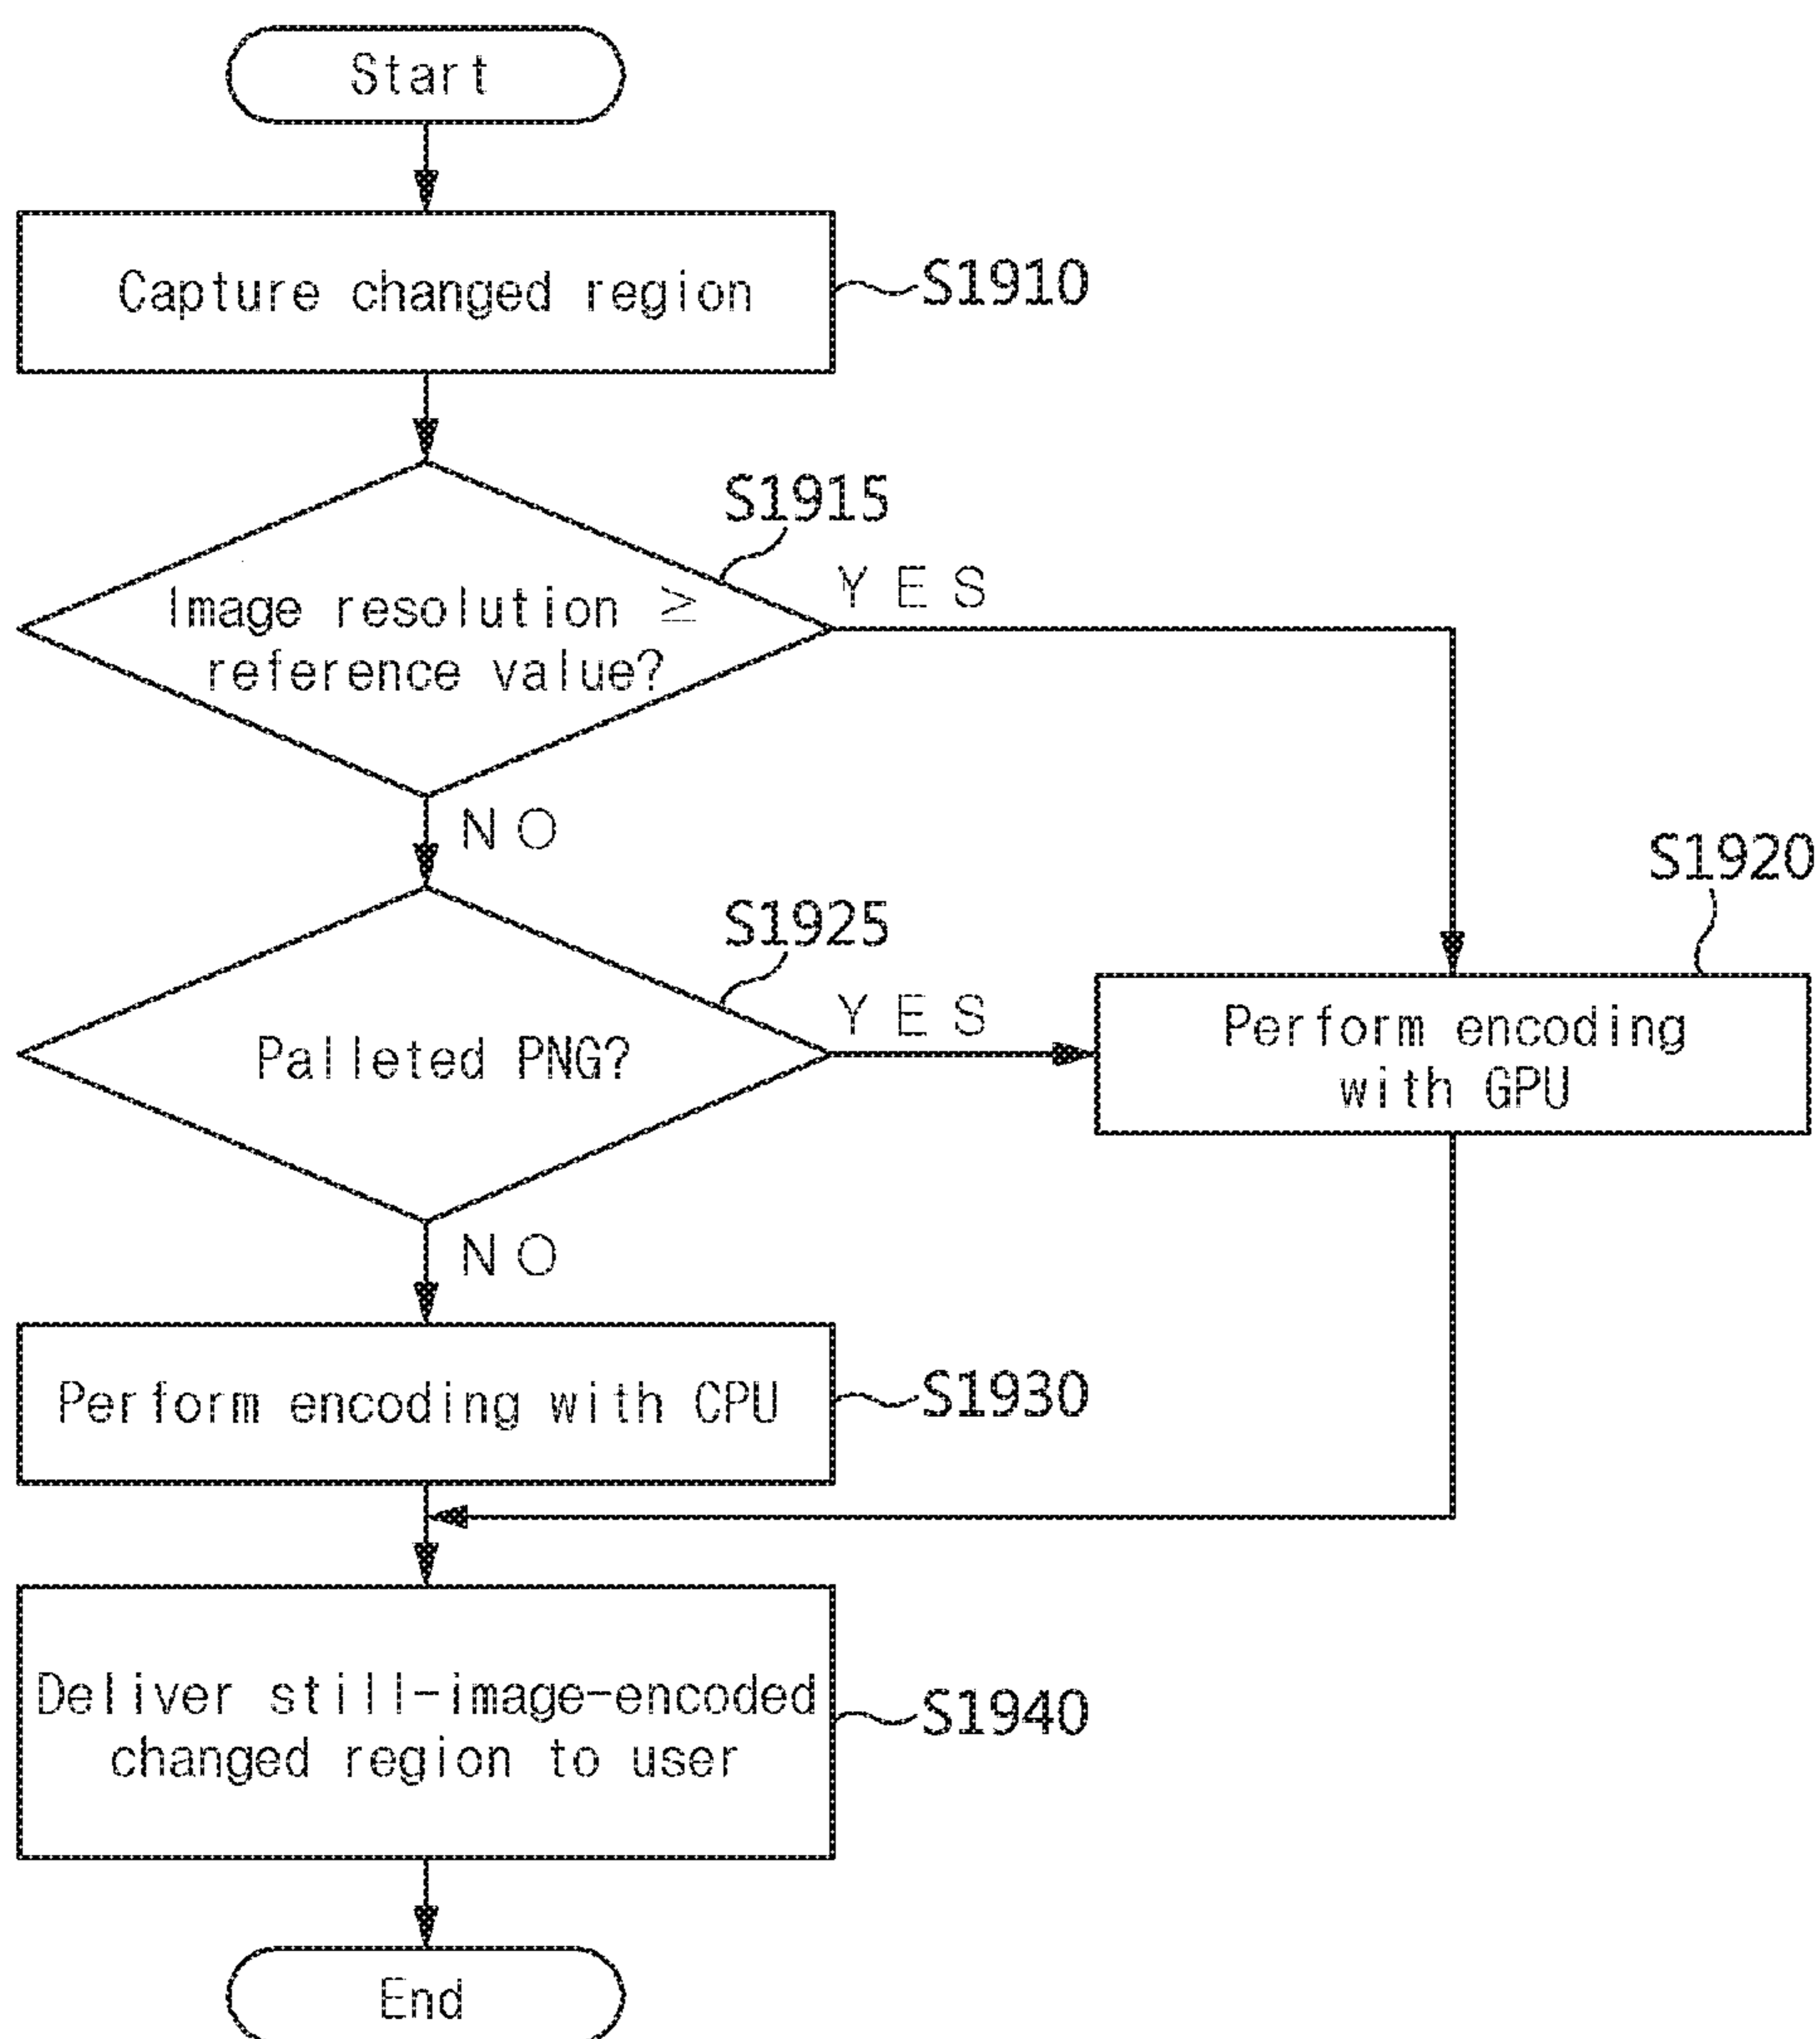 Start
Capture changed region
S1910
S1915
Image resolution ≥
reference value?
YES
NO
S1920
S1925
Palleted PNG?
YES
Perform encoding
with GPU
NO
Perform encoding with CPU
S1930
Deliver still-image-encoded
changed region to user
S1940
End